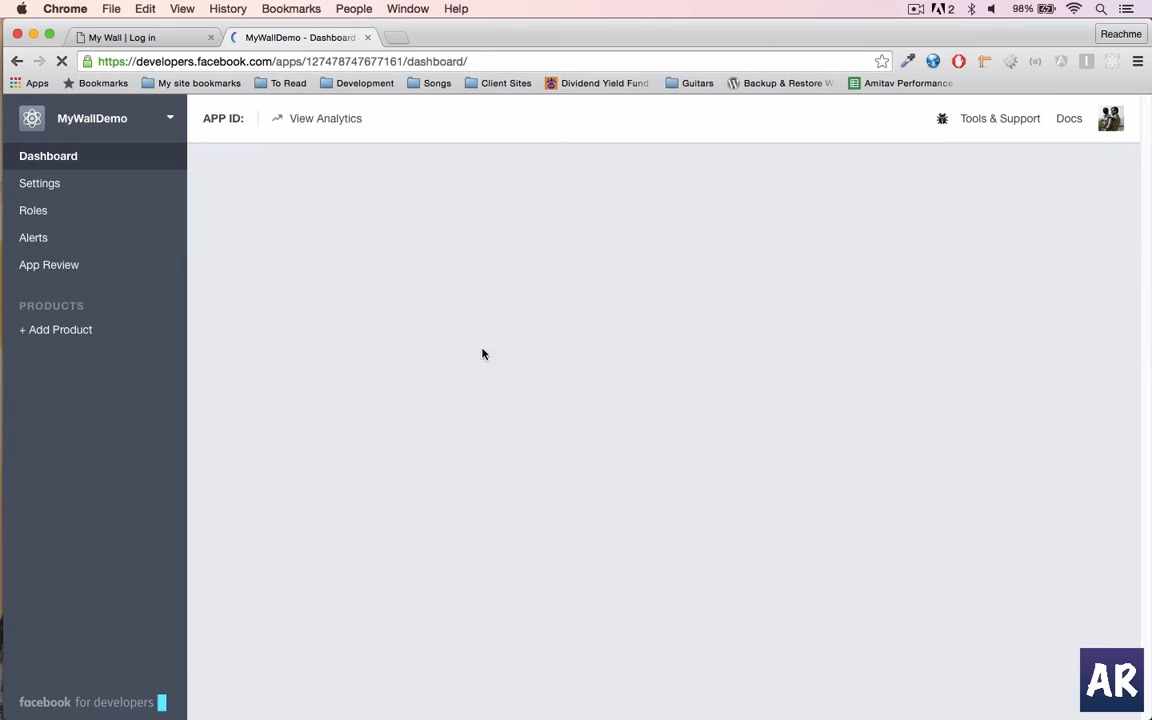 Chrome File Edit View History Bookmarks People Window Help 2 98%
My Wall | Log in MyWallDemo - Dashboard Reachme
https://developers.facebook.com/apps/127478747677161/dashboard/
Apps Bookmarks My site bookmarks To Read Development Songs Client Sites Dividend Yield Fund Guitars Backup & Restore W Amitav Performance
MyWallDemo APP ID: View Analytics Tools & Support Docs
Dashboard
Settings
Roles
Alerts
App Review
PRODUCTS
+ Add Product
facebook for developers
AR